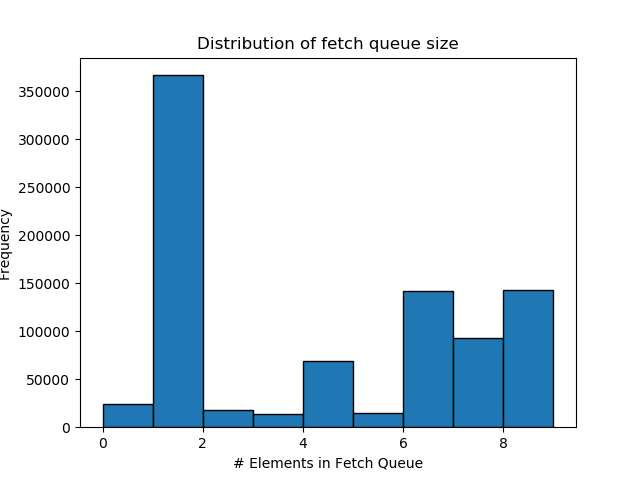 Distribution of fetch queue size
350000
300000
250000
200000
150000
100000
50000
0
Frequency
0 2 4 6 8
# Elements in Fetch Queue